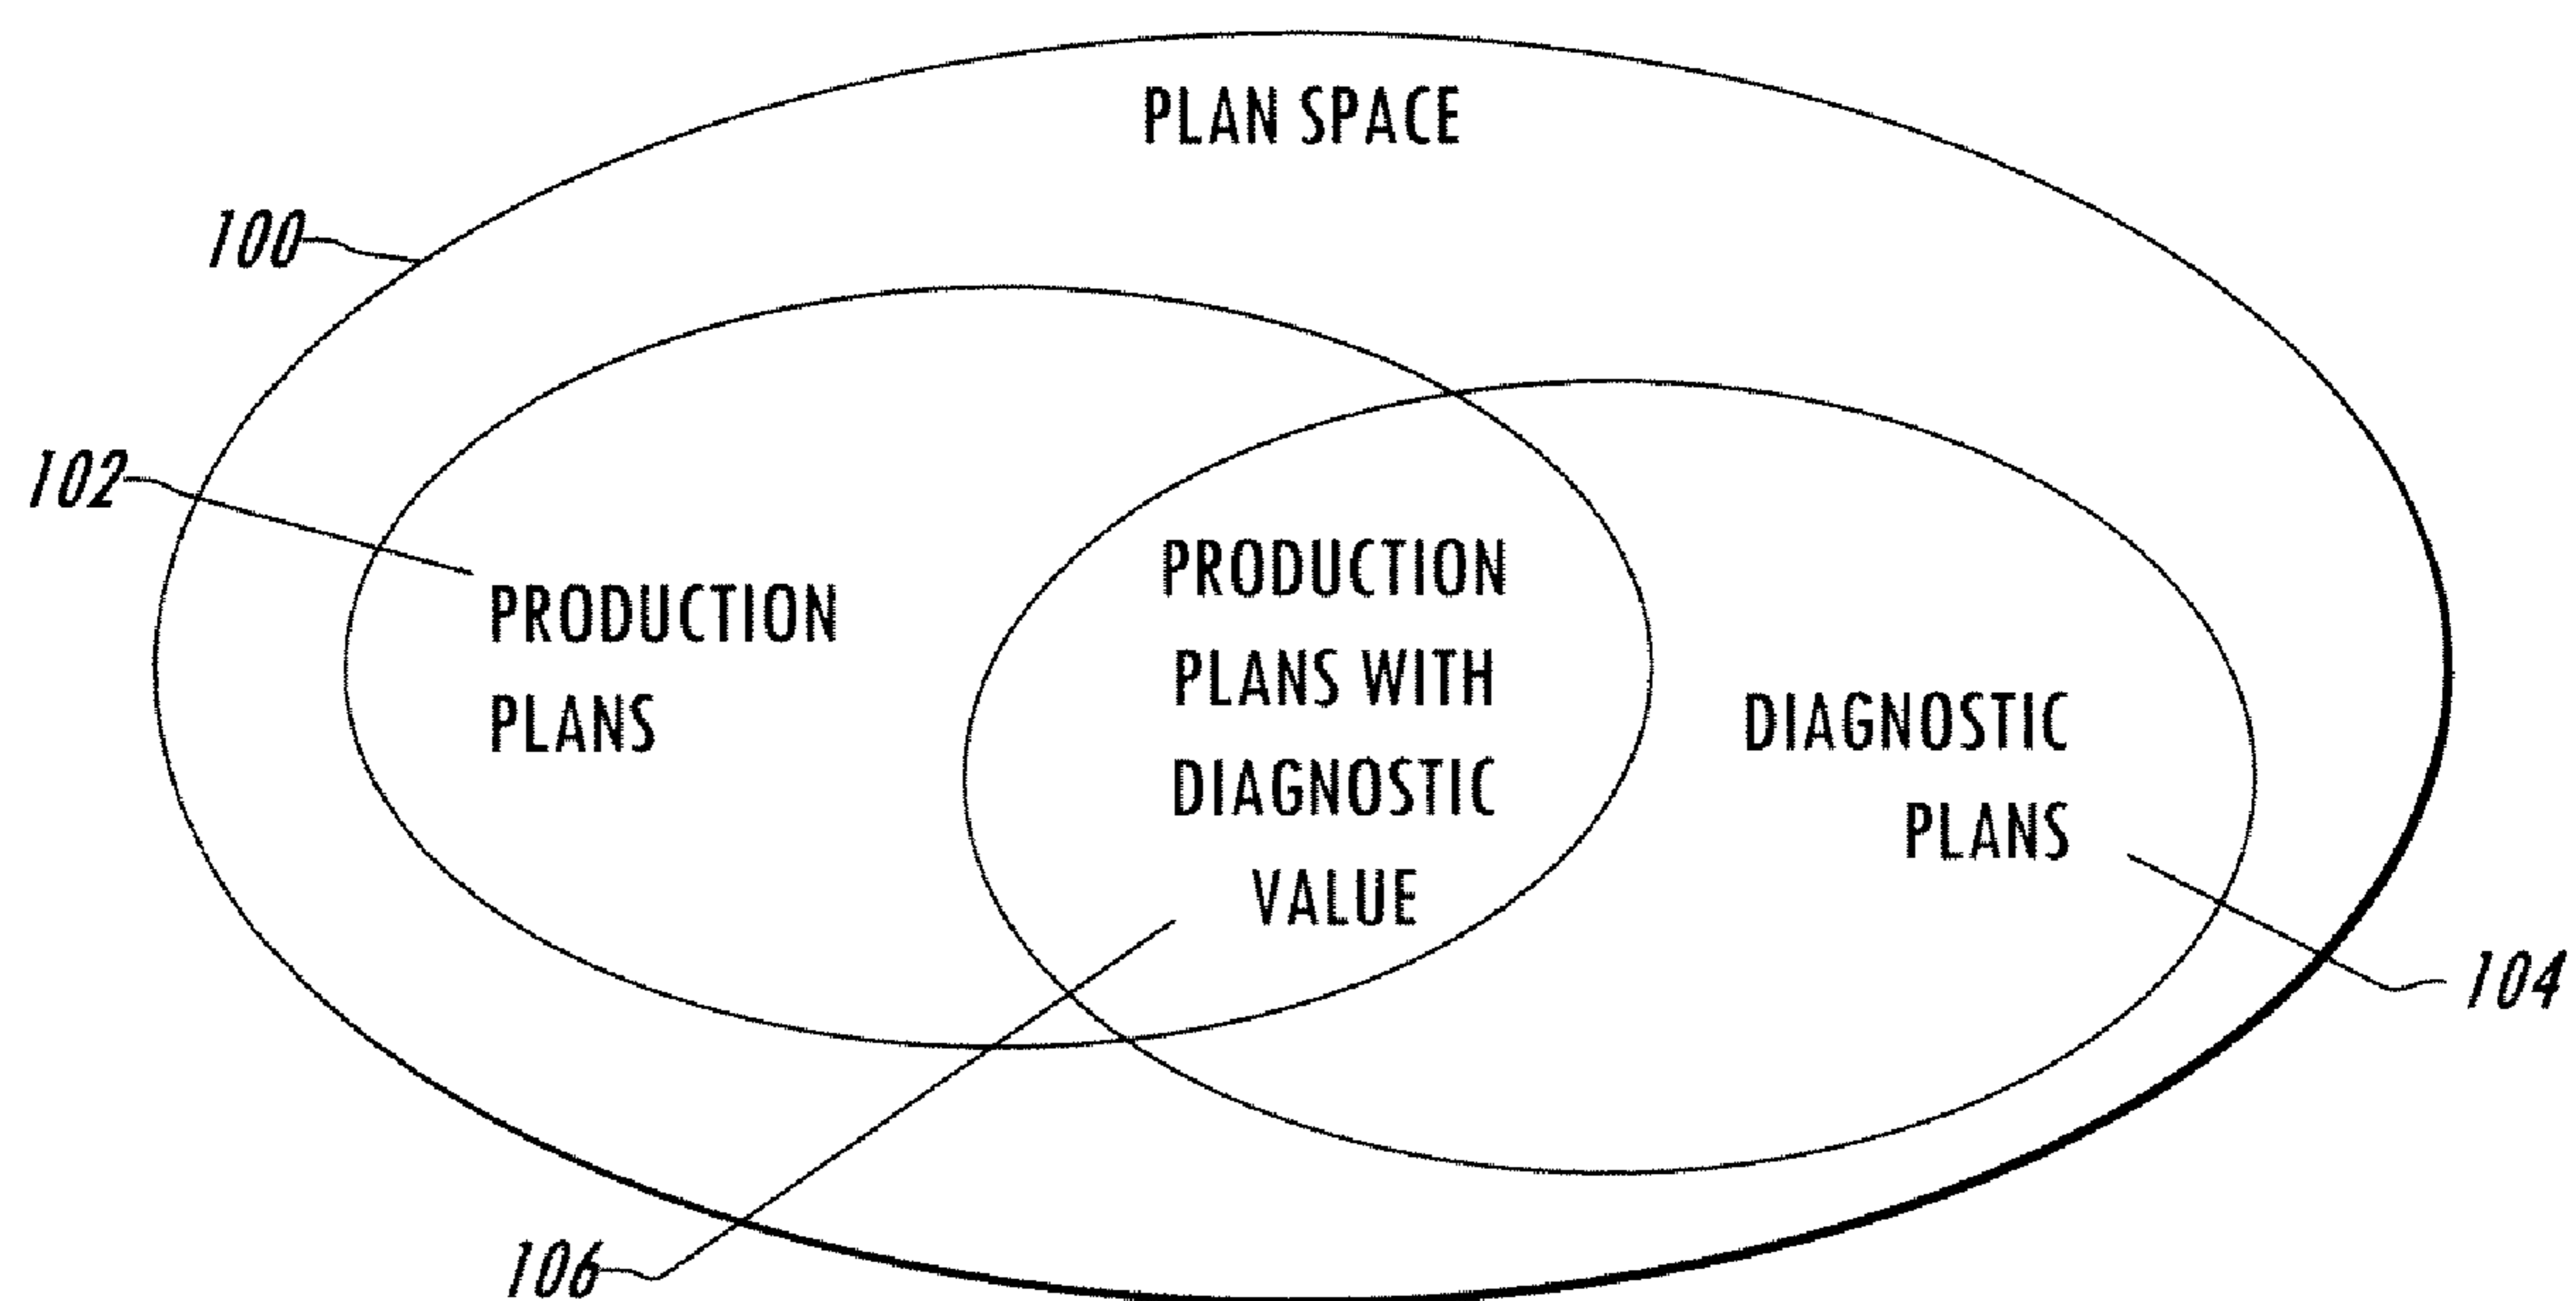 PLAN SPACE
100
102
PRODUCTION
PLANS
PRODUCTION
PLANS WITH
DIAGNOSTIC
VALUE
DIAGNOSTIC
PLANS
104
106